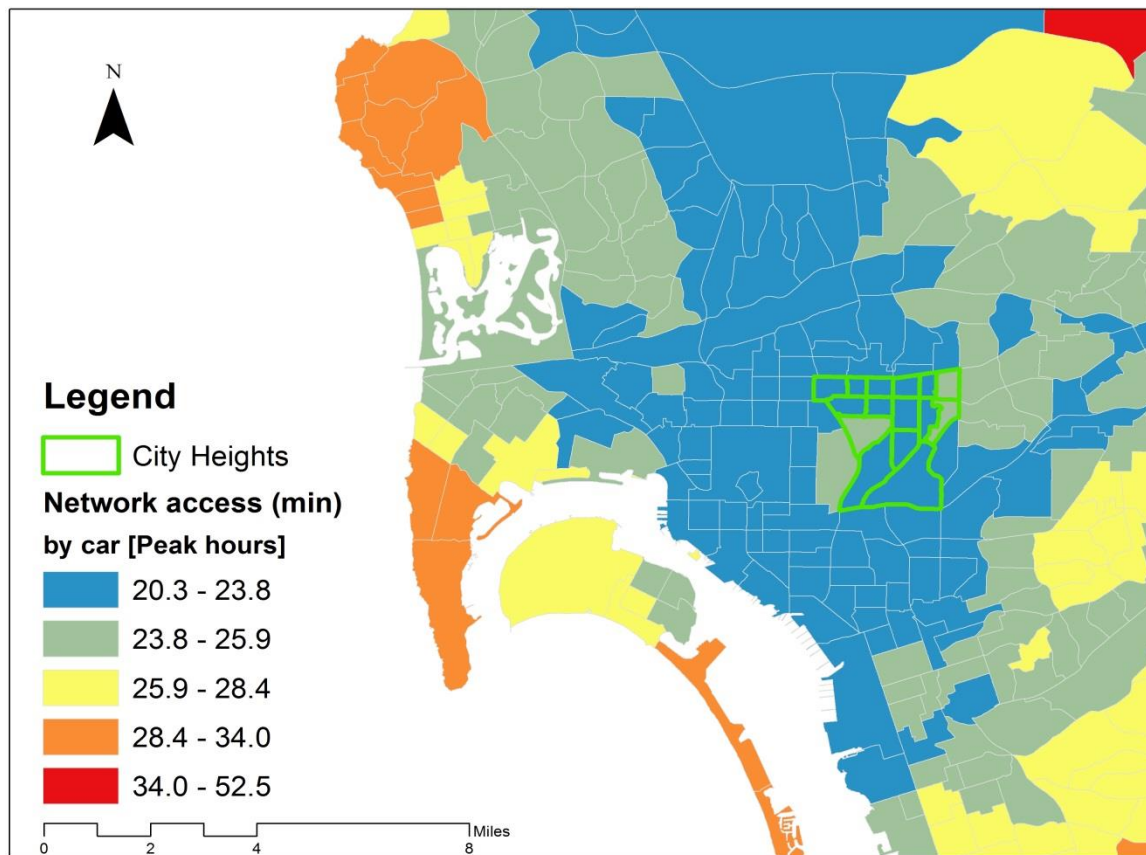 N
Legend
City Heights
Network access (min)
by car [Peak hours]
20.3 - 23.8
23.8 - 25.9
25.9 - 28.4
28.4 - 34.0
34.0 - 52.5
Miles
0 2 4 8